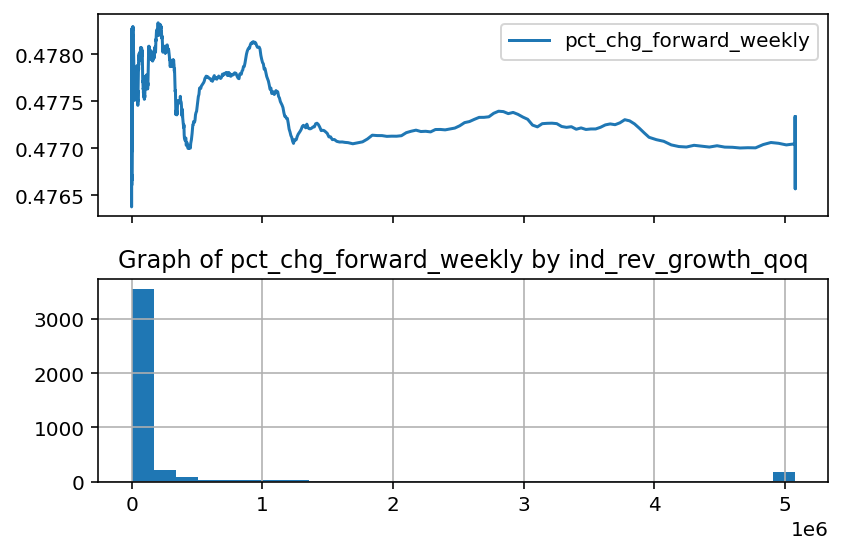 pct_chg_forward_weekly
0.4780
0.4775
0.4770
0.4765
Graph of pct_chg_forward_weekly by ind_rev_growth_qoq
3000
2000
1000
0
0 1 2 3 4 5
1e6